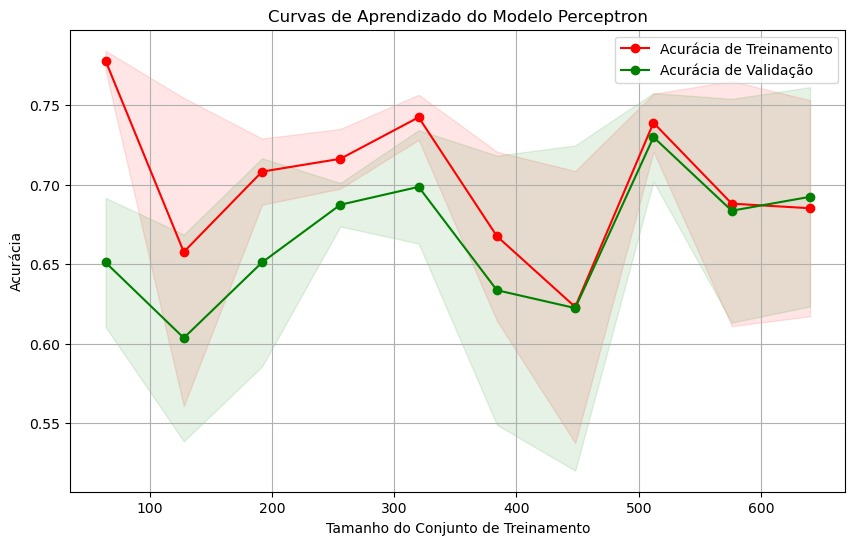 Curvas de Aprendizado do Modelo Perceptron
Acurácia de Treinamento
Acurácia de Validação
Acurácia
0.75
0.70
0.65
0.60
0.55
100 200 300 400 500 600
Tamanho do Conjunto de Treinamento